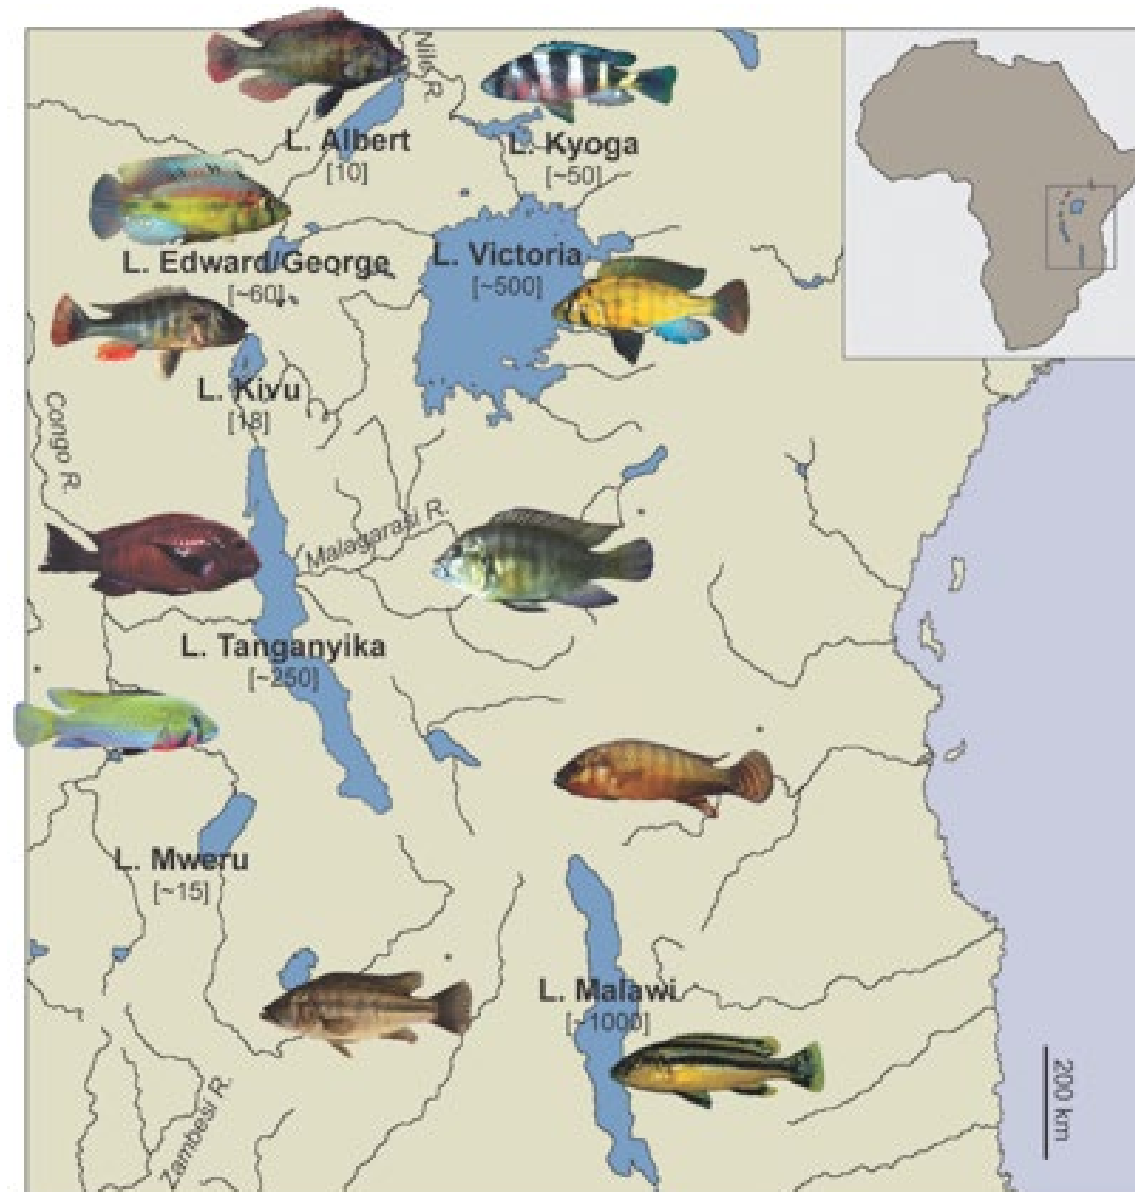 Nile R.
L. Albert
[10]
L. Kyoga
[~50]
L. Edward/George
[~60]
L. Victoria
[~500]
L. Kivu
[18]
Congo R.
Malagarasi R.
L. Tanganyika
[~250]
L. Mweru
[~15]
L. Malawi
[~1000]
Zambesi R.
200 km